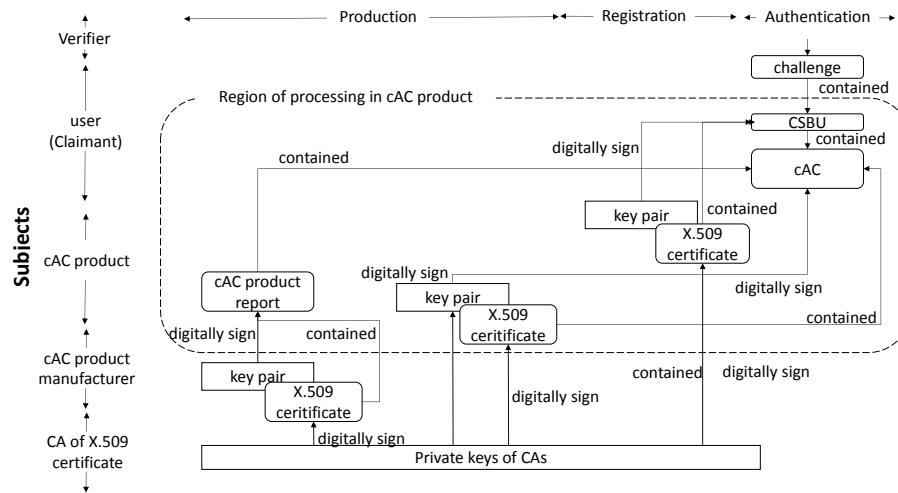 Production
Registration
Authentication
Verifier
challenge
contained
Region of processing in cAC product
user
(Claimant)
CSBU
contained
digitally sign
contained
cAC
Subjects
key pair
contained
X.509
certificate
cAC product
digitally sign
digitally sign
cAC product
report
key pair
X.509
ceritificate
contained
digitally sign
contained
cAC product
manufacturer
key pair
contained
digitally sign
X.509
ceritificate
digitally sign
CA of X.509
certificate
digitally sign
Private keys of CAs